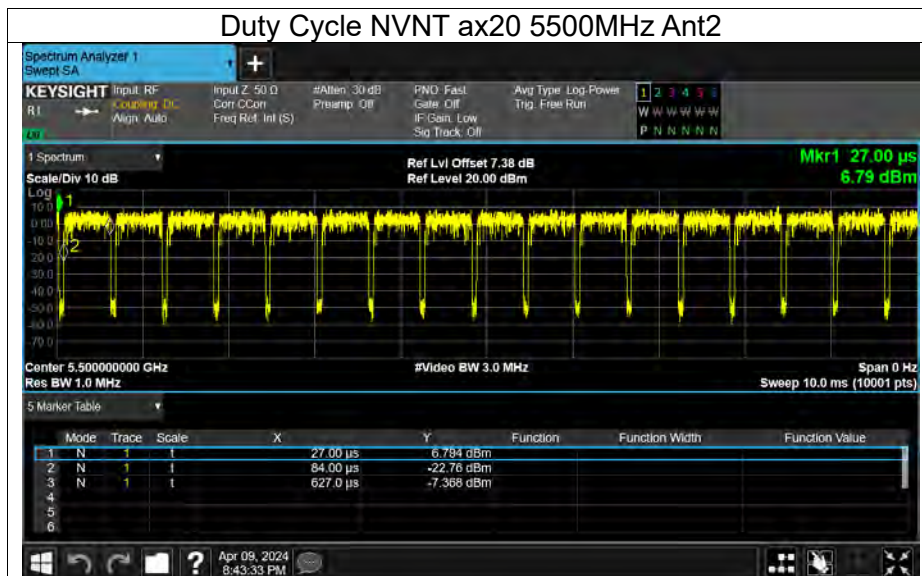 Duty Cycle NVNT ax20 5500MHz Ant2
Spectrum Analyzer 1
Swept SA
+
KEYSIGHT Input: RF Input Z: 50 Ω #Atten: 30 dB PNO: Fast Avg Type: Log-Power 1 2 3 4 5 6
R L Coupling: DC Corr CCorr Preamp: Off Gate: Off Trig: Free Run W W W W W W
Align: Auto Freq Ref: Int (S) IF Gain: Low P N N N N N
Sig Track: Off
1 Spectrum Ref Lvl Offset 7.38 dB Mkr1 27.00 µs
Scale/Div 10 dB Ref Level 20.00 dBm 6.79 dBm
Log
1
10.0
0.00
-10.0
2
-20.0
-30.0
-40.0
-50.0
-60.0
-70.0
Center 5.500000000 GHz #Video BW 3.0 MHz Span 0 Hz
Res BW 1.0 MHz Sweep 10.0 ms (10001 pts)
5 Marker Table
Mode Trace Scale X Y Function Function Width Function Value
1 N 1 t 27.00 µs 6.794 dBm
2 N 1 t 84.00 µs -22.76 dBm
3 N 1 t 627.0 µs -7.368 dBm
4
5
6
? Apr 09, 2024
8:43:33 PM